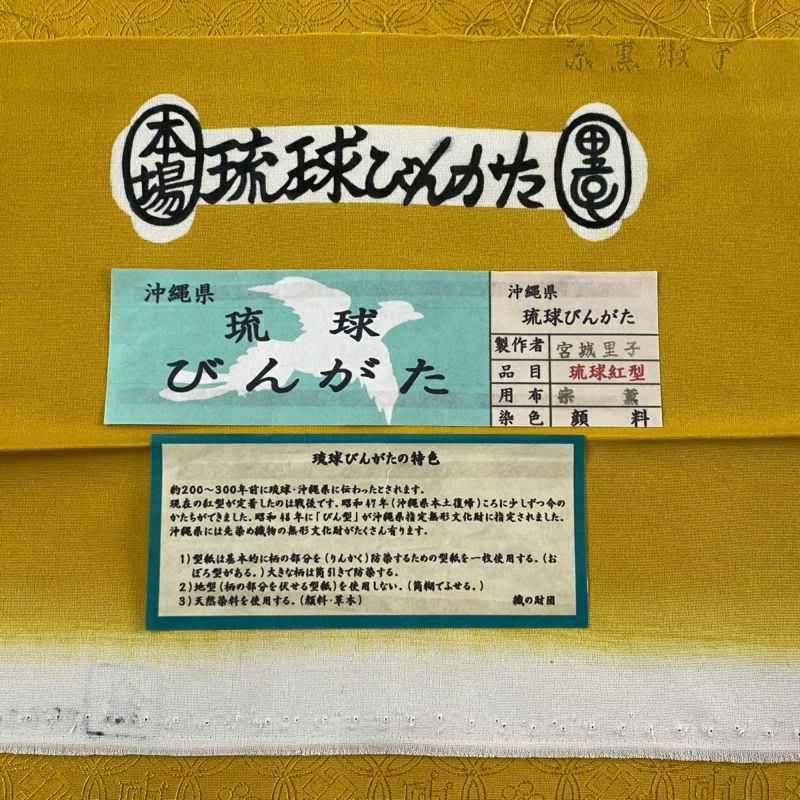 本場 琉球びんがた 里子
沖縄県
琉球
びんがた
沖縄県
琉球びんがた
製作者 宮城里子
品目 琉球紅型
用布 宗薫
染色 顔料
琉球びんがたの特色
約200～300年前に琉球・沖縄県に伝わったとされます。
現在の紅型が定着したのは戦後です。昭和47年(沖縄県本土復帰)ころに少しずつ今の
かたちができました。昭和48年に「びん型」が沖縄県指定無形文化財に指定されました。
沖縄県には先染め織物の無形文化財がたくさん有ります。
1)型紙は基本的に柄の部分を(りんかく)防染するための型紙を一枚使用する。(お
ぼろ型がある。)大きな柄は筒引きで防染する。
2)地型(柄の部分を伏せる型紙)を使用しない。(筒糊でふせる。)
3)天然染料を使用する。(顔料・草木)
織の財団